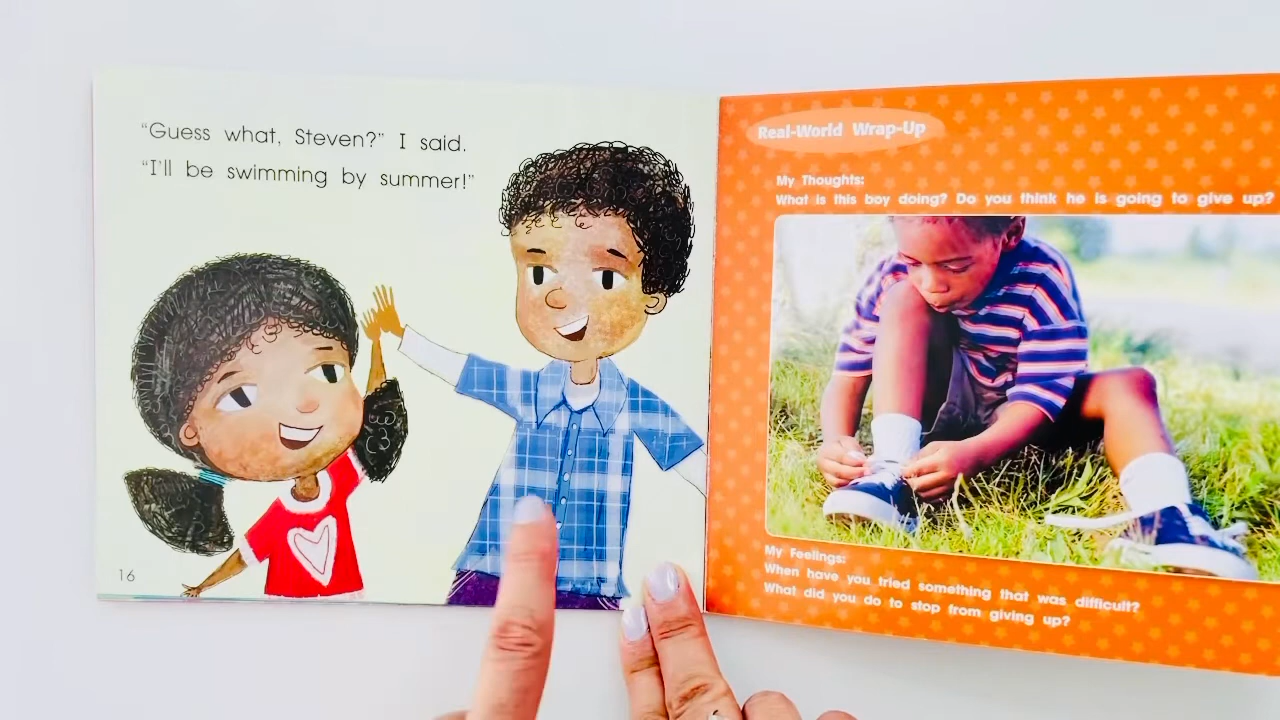 “Guess what, Steven?” I said.
“I’ll be swimming by summer!”
16
Real-World Wrap-Up
My Thoughts:
What is this boy doing? Do you think he is going to give up?
My Feelings:
When have you tried something that was difficult?
What did you do to stop from giving up?